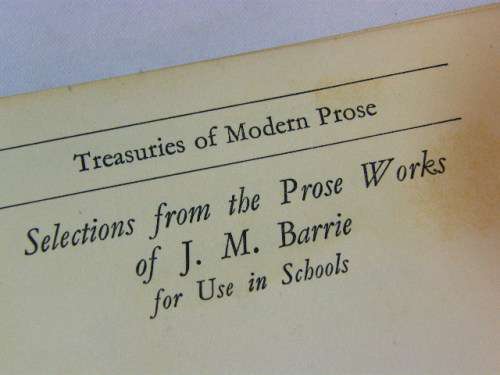 Treasuries of Modern Prose
Selections from the Prose Works
of J. M. Barrie
for Use in Schools